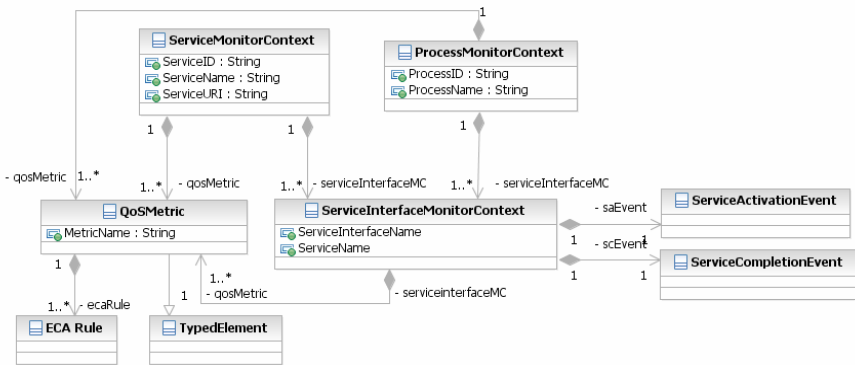 1
ServiceMonitorContext
ServiceID : String
ServiceName : String
ServiceURI : String
ProcessMonitorContext
ProcessID : String
ProcessName : String
1
1
1
- qosMetric
1..*
1..*
- qosMetric
1..*
- serviceInterfaceMC
1..*
- serviceInterfaceMC
QoSMetric
MetricName : String
ServiceInterfaceMonitorContext
ServiceInterfaceName
ServiceName
- saEvent
1
1
ServiceActivationEvent
- scEvent
1
1
ServiceCompletionEvent
1
1..*
- ecaRule
1
1..*
- qosMetric
- serviceinterfaceMC
1
ECA Rule
TypedElement